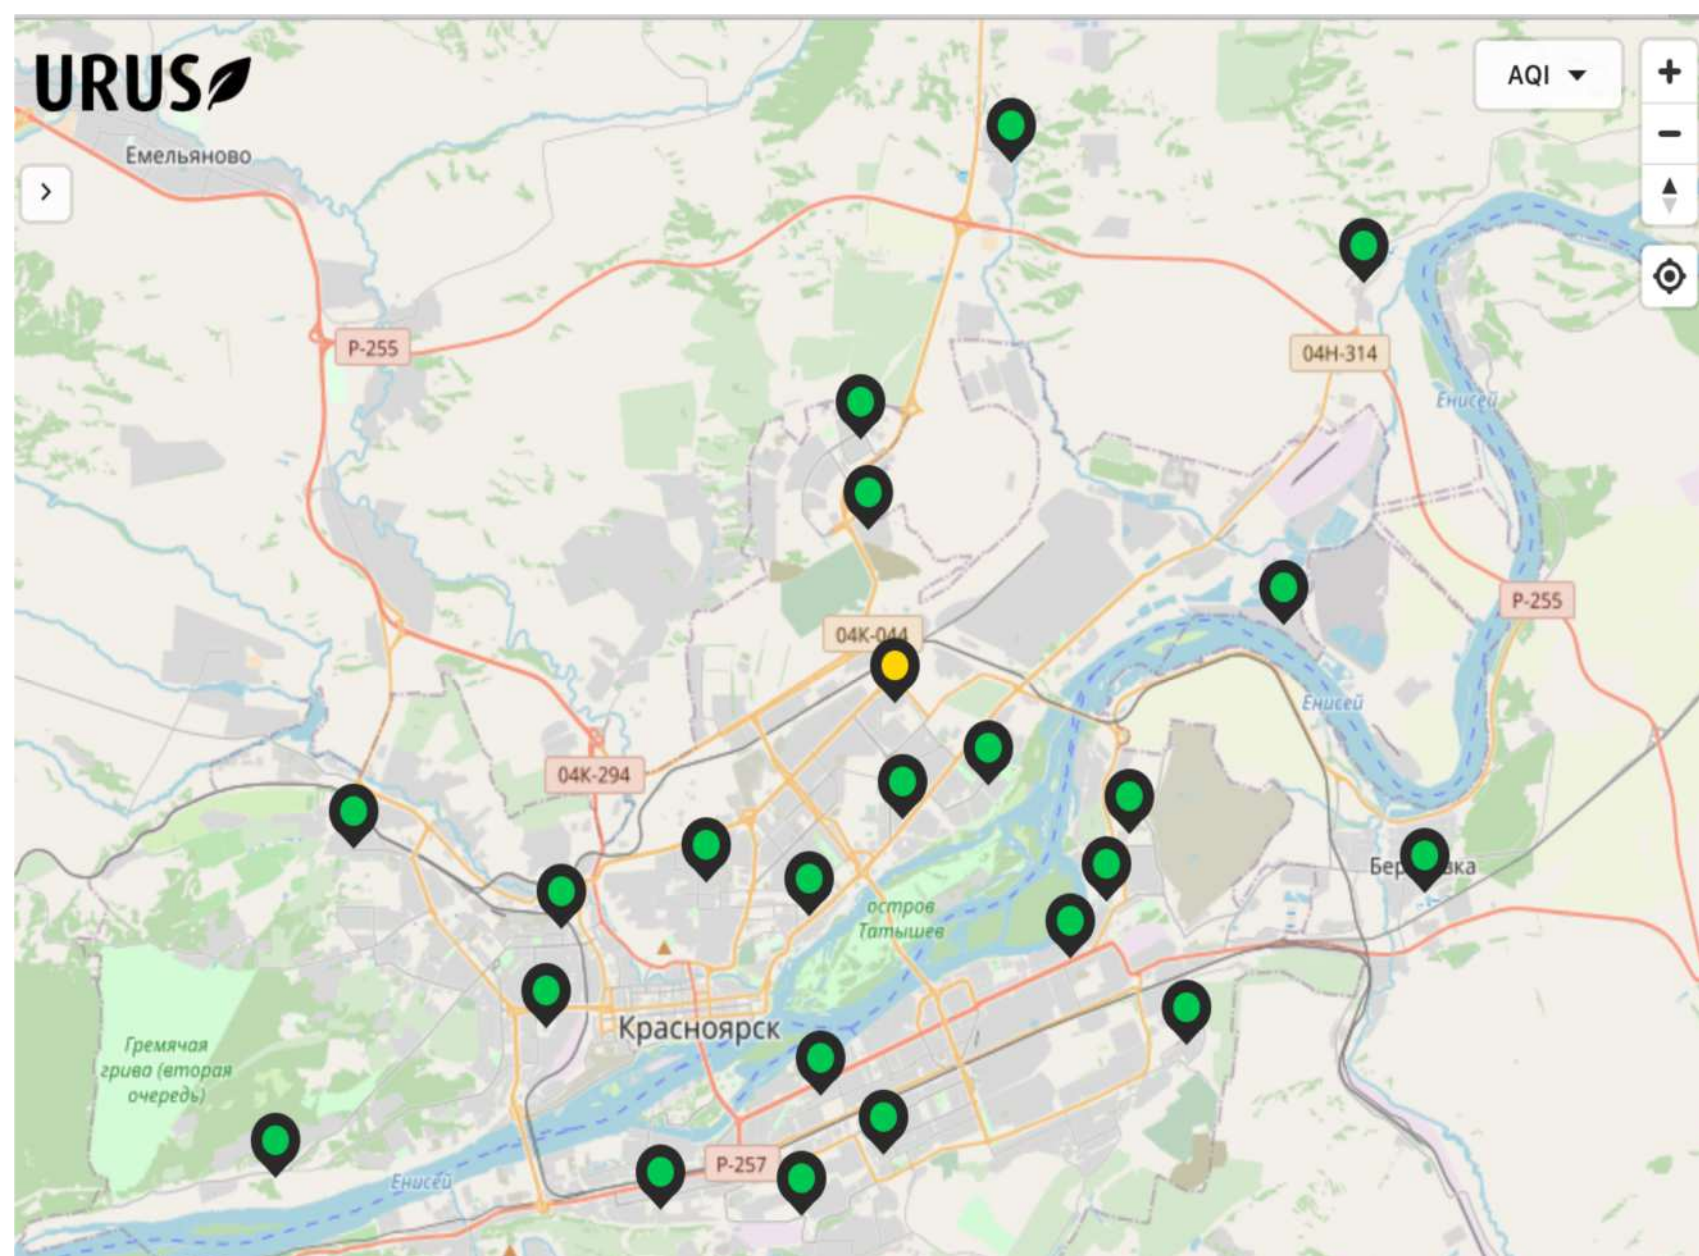 URUS
AQI
Емельяново
Р-255
04Н-314
Енисей
Р-255
04К-044
Енисей
04К-294
остров
Татышев
Красноярск
Гремячая
грива (вторая
очередь)
Р-257
Енисей